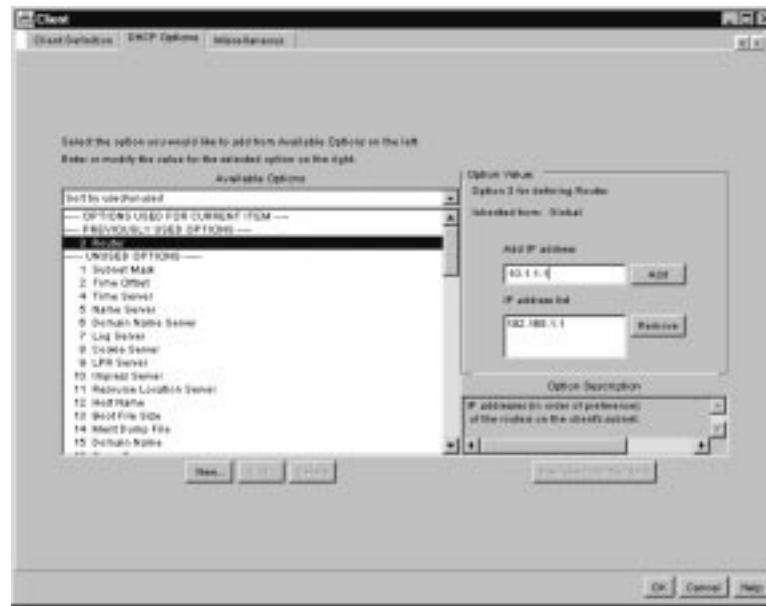 Client
Client Definition DHCP Options Miscellaneous
Select the option you would like to add from Available Options on the left.
Enter or modify the value for the selected option on the right.
Available Options
Sort by used/unused
---- OPTIONS USED FOR CURRENT ITEM ----
---- PREVIOUSLY USED OPTIONS ----
3 Router
---- UNUSED OPTIONS ----
1 Subnet Mask
2 Time Offset
4 Time Server
5 Name Server
6 Domain Name Server
7 Log Server
8 Cookie Server
9 LPR Server
10 Impress Server
11 Resource Location Server
12 Host Name
13 Boot File Size
14 Merit Dump File
15 Domain Name
New...
Delete
Option Value:
Option 3 for defining Router
Inherited from: Global
Add IP address
10.1.1.1
Add
IP address list
192.168.1.1
Remove
Option Description
IP addresses (in order of preference)
of the routers on the client's subnet.
OK Cancel Help